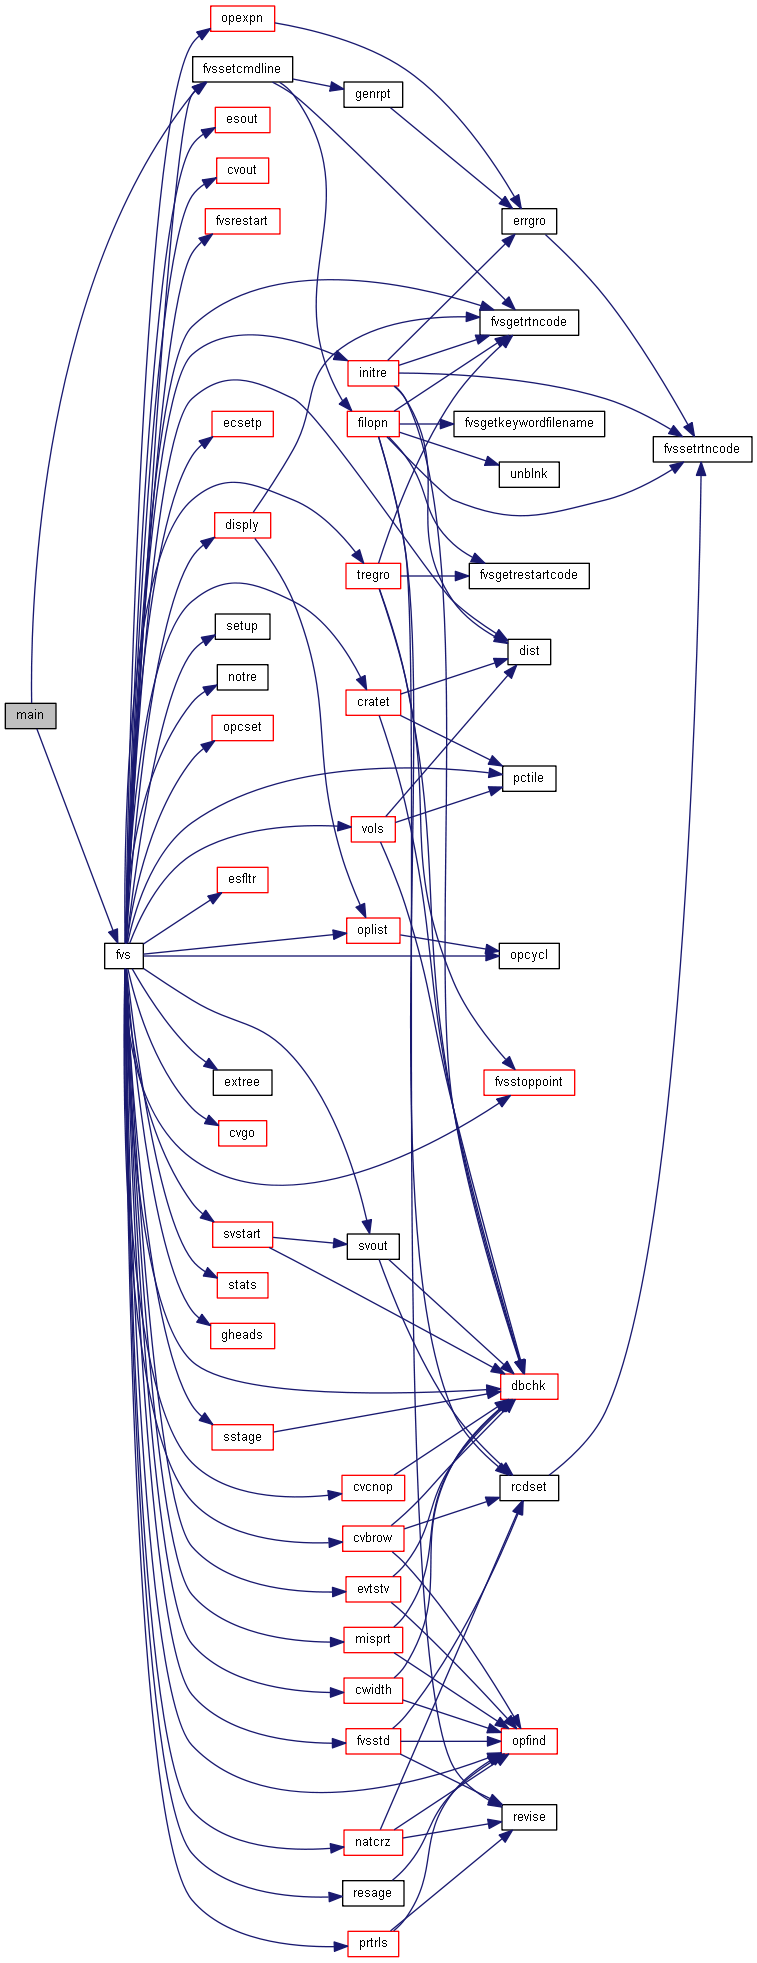 opexpn
fvssetcmdline
genrpt
esout
cvout
fvsrestart
errgro
fvsgetrtncode
initre
filopn
fvsgetkeywordfilename
ecsetp
fvssetrtncode
unblnk
disply
tregro
fvsgetrestartcode
setup
dist
notre
cratet
main
opcset
pctile
vols
esfltr
oplist
fvs
opcycl
extree
fvsstoppoint
cvgo
svstart
svout
stats
gheads
dbchk
sstage
cvcnop
rcdset
cvbrow
evtstv
misprt
cwidth
fvsstd
opfind
revise
natcrz
resage
prtrls